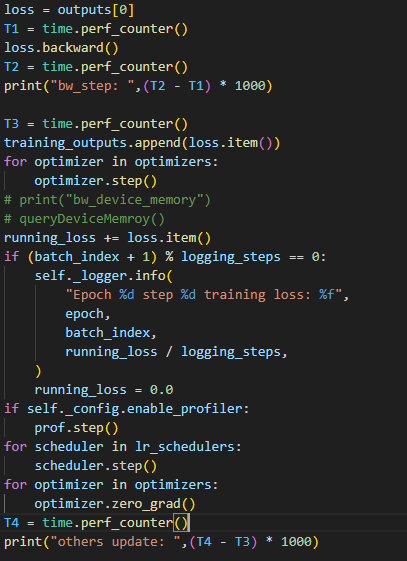 loss = outputs[0]
T1 = time.perf_counter()
loss.backward()
T2 = time.perf_counter()
print("bw_step: ",(T2 - T1) * 1000)

T3 = time.perf_counter()
training_outputs.append(loss.item())
for optimizer in optimizers:
    optimizer.step()
# print("bw_device_memory")
# queryDeviceMemroy()
running_loss += loss.item()
if (batch_index + 1) % logging_steps == 0:
    self._logger.info(
        "Epoch %d step %d training loss: %f",
        epoch,
        batch_index,
        running_loss / logging_steps,
    )
    running_loss = 0.0
if self._config.enable_profiler:
    prof.step()
for scheduler in lr_schedulers:
    scheduler.step()
for optimizer in optimizers:
    optimizer.zero_grad()
T4 = time.perf_counter()
print("others update: ",(T4 - T3) * 1000)